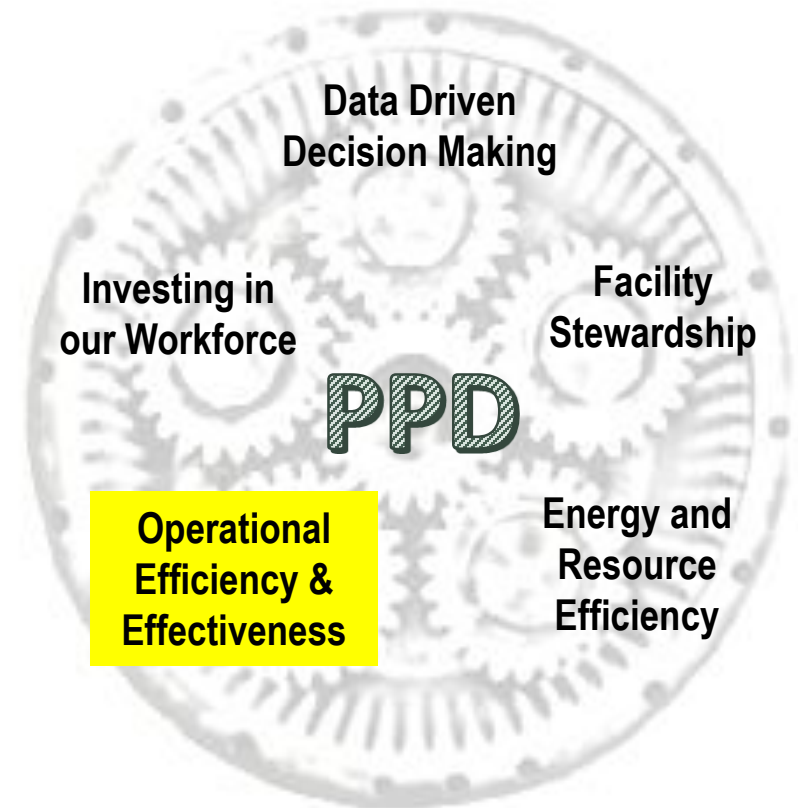 Data Driven
Decision Making
Investing in
our Workforce
Facility
Stewardship
PPD
Operational
Efficiency &
Effectiveness
Energy and
Resource
Efficiency